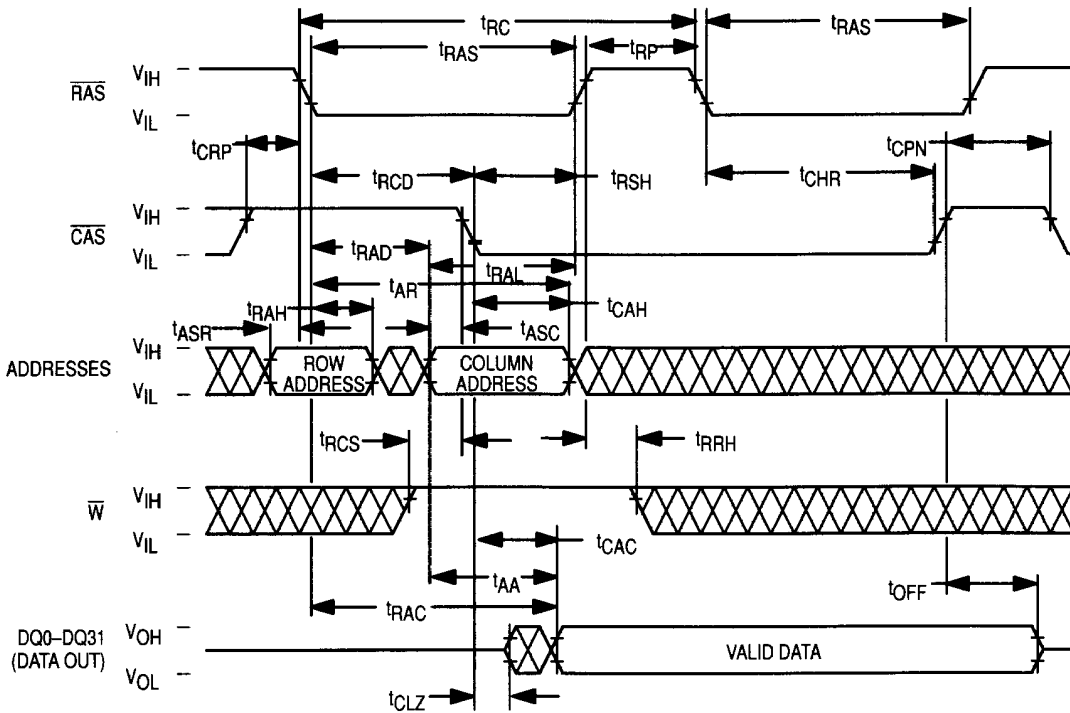 tRC
tRAS
tRP
tRAS
RAS
VIH
VIL
tCRP
tRCD
tRSH
tCHR
tCPN
CAS
VIH
VIL
tRAD
tRAL
tAR
tRAH
tCAH
tASR
tASC
ADDRESSES
VIH
VIL
ROW
ADDRESS
COLUMN
ADDRESS
tRCS
tRRH
W
VIH
VIL
tCAC
tAA
tRAC
tOFF
DQ0–DQ31
(DATA OUT)
VOH
VOL
VALID DATA
tCLZ